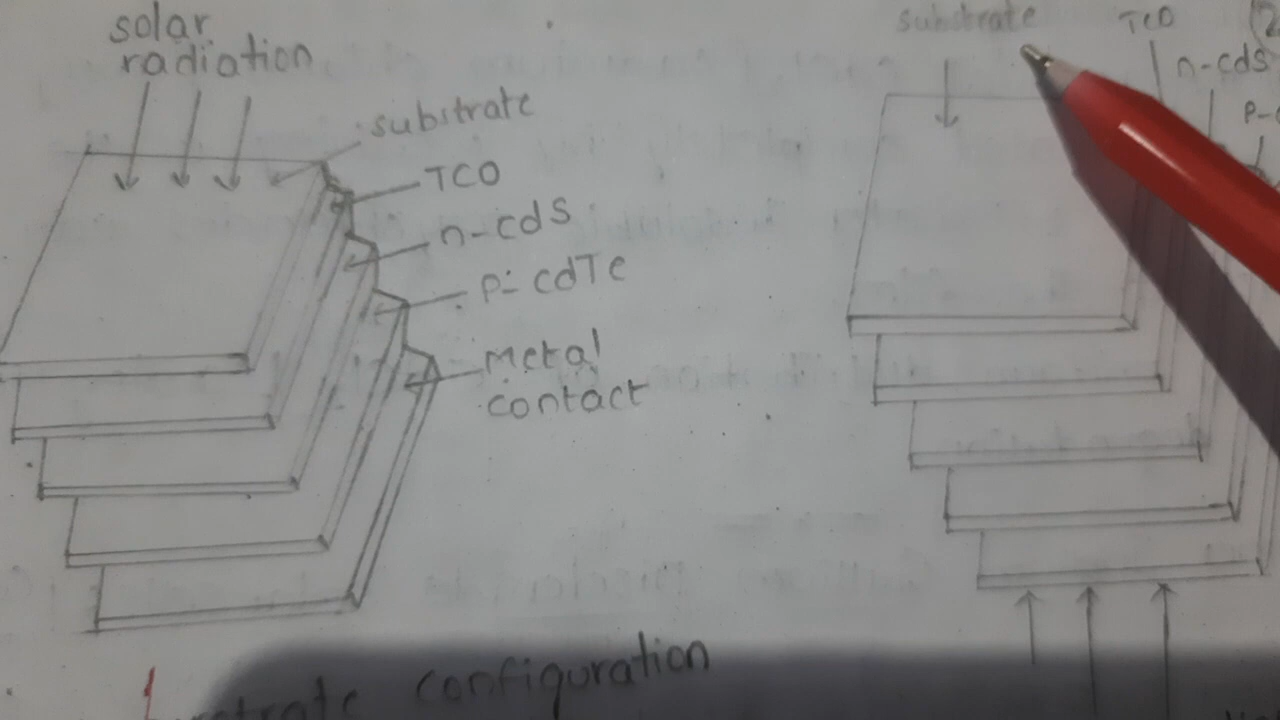 solar
radiation
substrate
TCO
n-cdS
p-cdTe
Metal
contact
configuration
substrate
TCO
n-cdS